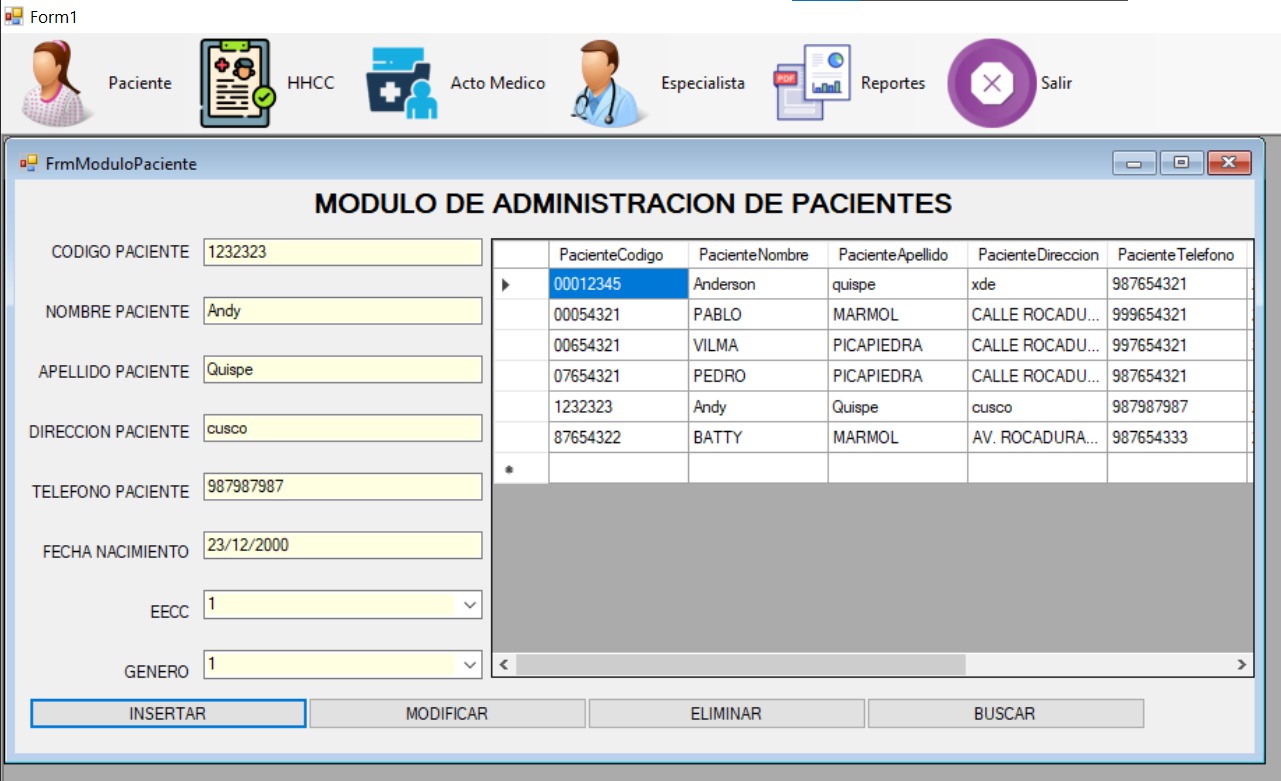 Form1
Paciente HHCC Acto Medico Especialista PDF Reportes Salir
FrmModuloPaciente
MODULO DE ADMINISTRACION DE PACIENTES
CODIGO PACIENTE 1232323
NOMBRE PACIENTE Andy
APELLIDO PACIENTE Quispe
DIRECCION PACIENTE cusco
TELEFONO PACIENTE 987987987
FECHA NACIMIENTO 23/12/2000
EECC 1
GENERO 1
PacienteCodigo PacienteNombre PacienteApellido PacienteDireccion PacienteTelefono
00012345 Anderson quispe xde 987654321
00054321 PABLO MARMOL CALLE ROCADU... 999654321
00654321 VILMA PICAPIEDRA CALLE ROCADU... 997654321
07654321 PEDRO PICAPIEDRA CALLE ROCADU... 987654321
1232323 Andy Quispe cusco 987987987
87654322 BATTY MARMOL AV. ROCADURA... 987654333
INSERTAR MODIFICAR ELIMINAR BUSCAR